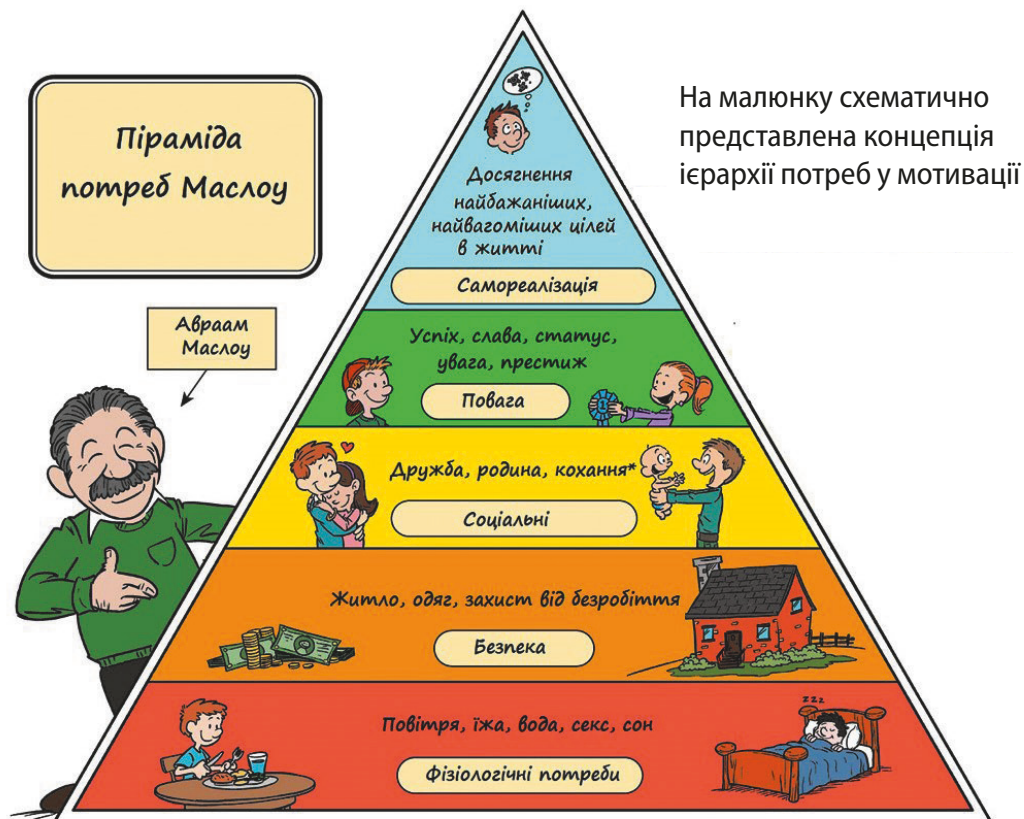 Піраміда
потреб Маслоу
На малюнку схематично
представлена концепція
ієрархії потреб у мотивації
Авраам
Маслоу
Досягнення
найбажаніших,
найвагоміших цілей
в житті
Самореалізація
Успіх, слава, статус,
увага, престиж
Повага
Дружба, родина, кохання*
Соціальні
Житло, одяг, захист від безробіття
Безпека
zzz
Повітря, їжа, вода, секс, сон
Фізіологічні потреби